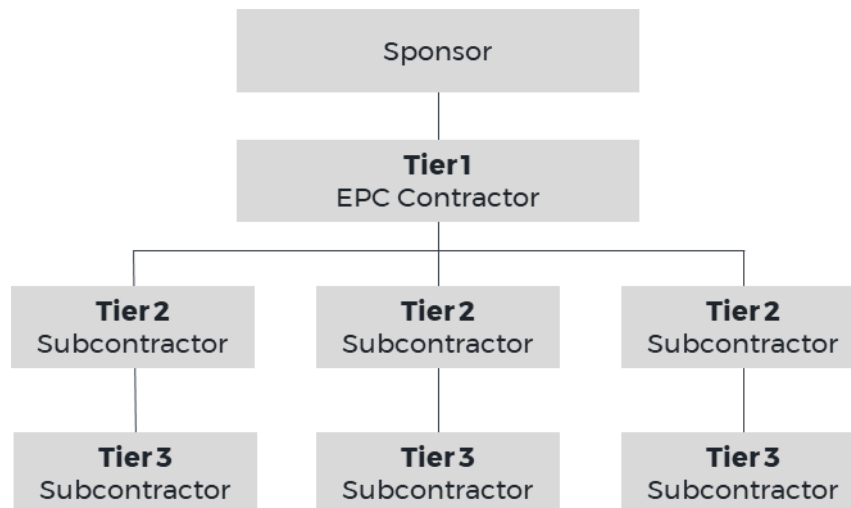 Sponsor
Tier 1
EPC Contractor
Tier 2
Subcontractor
Tier 2
Subcontractor
Tier 2
Subcontractor
Tier 3
Subcontractor
Tier 3
Subcontractor
Tier 3
Subcontractor